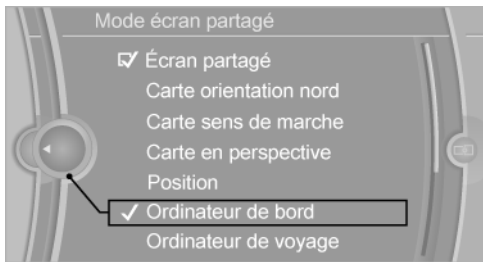 Mode écran partagé
Écran partagé
Carte orientation nord
Carte sens de marche
Carte en perspective
Position
Ordinateur de bord
Ordinateur de voyage